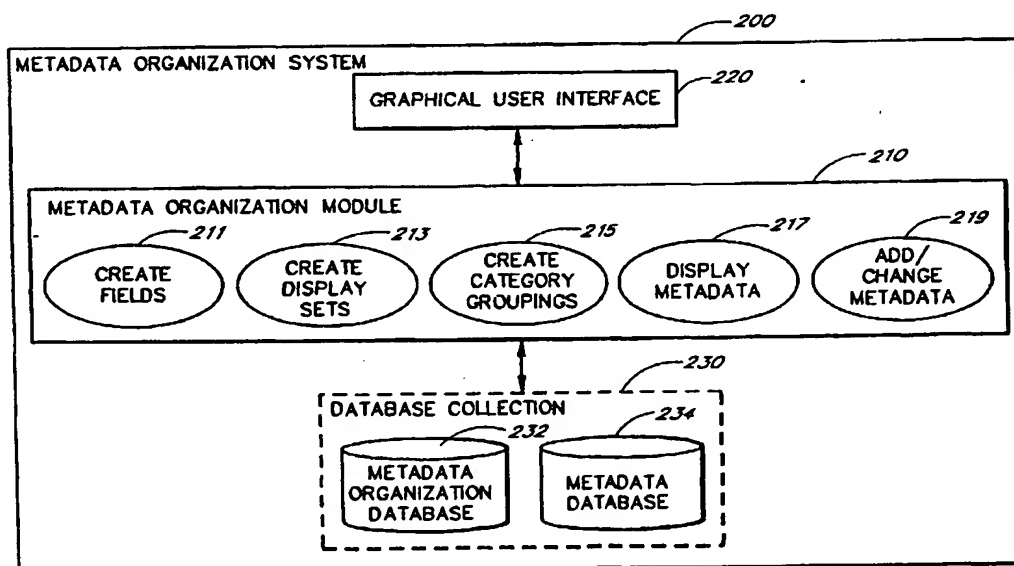 200
METADATA ORGANIZATION SYSTEM
220
GRAPHICAL USER INTERFACE
210
METADATA ORGANIZATION MODULE
211
213
215
217
219
CREATE
FIELDS
CREATE
DISPLAY
SETS
CREATE
CATEGORY
GROUPINGS
DISPLAY
METADATA
ADD/
CHANGE
METADATA
230
DATABASE COLLECTION
232
234
METADATA
ORGANIZATION
DATABASE
METADATA
DATABASE